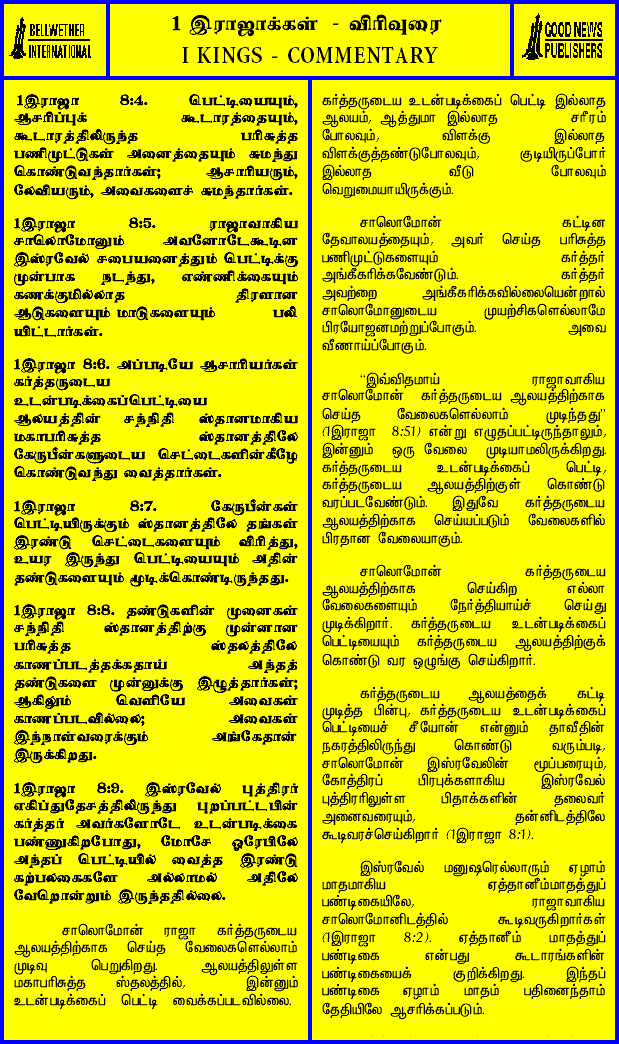 BELLWETHER
INTERNATIONAL
1 இராஜாக்கள் - விரிவுரை
I KINGS - COMMENTARY
GOOD NEWS
PUBLISHERS
1இராஜா 8:4. பெட்டியையும்,
ஆசரிப்புக் கூடாரத்தையும்,
கூடாரத்திலிருந்த பரிசுத்த
பணிமுட்டுகள் அனைத்தையும் சுமந்து
கொண்டுவந்தார்கள்; ஆசாரியரும்,
லேவியரும், அவைகளைச் சுமந்தார்கள்.
1இராஜா 8:5. ராஜாவாகிய
சாலொமோனும் அவனோடேகூடின
இஸ்ரவேல் சபையனைத்தும் பெட்டிக்கு
முன்பாக நடந்து, எண்ணிக்கையும்
கணக்குமில்லாத திரளான
ஆடுகளையும் மாடுகளையும் பலி
யிட்டார்கள்.
1இராஜா 8:6. அப்படியே ஆசாரியர்கள்
கர்த்தருடைய
உடன்படிக்கைப்பெட்டியை
ஆலயத்தின் சந்நிதி ஸ்தானமாகிய
மகாபரிசுத்த ஸ்தானத்திலே
கேருபீன்களுடைய செட்டைகளின்கீழே
கொண்டுவந்து வைத்தார்கள்.
1இராஜா 8:7. கேருபீன்கள்
பெட்டியிருக்கும் ஸ்தானத்திலே தங்கள்
இரண்டு செட்டைகளையும் விரித்து,
உயர இருந்து பெட்டியையும் அதின்
தண்டுகளையும் மூடிக்கொண்டிருந்தது.
1இராஜா 8:8. தண்டுகளின் முனைகள்
சந்நிதி ஸ்தானத்திற்கு முன்னான
பரிசுத்த ஸ்தலத்திலே
காணப்படத்தக்கதாய் அந்தத்
தண்டுகளை முன்னுக்கு இழுத்தார்கள்;
ஆகிலும் வெளியே அவைகள்
காணப்படவில்லை; அவைகள்
இந்நாள்வரைக்கும் அங்கேதான்
இருக்கிறது.
1இராஜா 8:9. இஸ்ரவேல் புத்திரர்
எகிப்துதேசத்திலிருந்து புறப்பட்டபின்
கர்த்தர் அவர்களோடே உடன்படிக்கை
பண்ணுகிறபோது, மோசே ஓரேபிலே
அந்தப் பெட்டியில் வைத்த இரண்டு
கற்பலகைகளே அல்லாமல் அதிலே
வேறொன்றும் இருந்ததில்லை.
சாலொமோன் ராஜா கர்த்தருடைய
ஆலயத்திற்காக செய்த வேலைகளெல்லாம்
முடிவு பெறுகிறது. ஆலயத்திலுள்ள
மகாபரிசுத்த ஸ்தலத்தில், இன்னும்
உடன்படிக்கைப் பெட்டி வைக்கப்படவில்லை.
கர்த்தருடைய உடன்படிக்கைப் பெட்டி இல்லாத
ஆலயம், ஆத்துமா இல்லாத சரீரம்
போலவும், விளக்கு இல்லாத
விளக்குத்தண்டுபோலவும், குடியிருப்போர்
இல்லாத வீடு போலவும்
வெறுமையாயிருக்கும்.
சாலொமோன் கட்டின
தேவாலயத்தையும், அவர் செய்த பரிசுத்த
பணிமுட்டுகளையும் கர்த்தர்
அங்கீகரிக்கவேண்டும். கர்த்தர்
அவற்றை அங்கீகரிக்கவில்லையென்றால்
சாலொமோனுடைய முயற்சிகளெல்லாமே
பிரயோஜனமற்றுப்போகும். அவை
வீணாய்ப்போகும்.
“இவ்விதமாய் ராஜாவாகிய
சாலொமோன் கர்த்தருடைய ஆலயத்திற்காக
செய்த வேலைகளெல்லாம் முடிந்தது”
(1இராஜா 8:51) என்று எழுதப்பட்டிருந்தாலும்,
இன்னும் ஒரு வேலை முடியாமலிருக்கிறது.
கர்த்தருடைய உடன்படிக்கைப் பெட்டி,
கர்த்தருடைய ஆலயத்திற்குள் கொண்டு
வரப்படவேண்டும். இதுவே கர்த்தருடைய
ஆலயத்திற்காக செய்யப்படும் வேலைகளில்
பிரதான வேலையாகும்.
சாலொமோன் கர்த்தருடைய
ஆலயத்திற்காக செய்கிற எல்லா
வேலைகளையும் நேர்த்தியாய்ச் செய்து
முடிக்கிறார். கர்த்தருடைய உடன்படிக்கைப்
பெட்டியையும் கர்த்தருடைய ஆலயத்திற்குக்
கொண்டு வர ஒழுங்கு செய்கிறார்.
கர்த்தருடைய ஆலயத்தைக் கட்டி
முடித்த பின்பு, கர்த்தருடைய உடன்படிக்கைப்
பெட்டியைச் சீயோன் என்னும் தாவீதின்
நகரத்திலிருந்து கொண்டு வரும்படி,
சாலொமோன் இஸ்ரவேலின் மூப்பரையும்,
கோத்திரப் பிரபுக்களாகிய இஸ்ரவேல்
புத்திரரிலுள்ள பிதாக்களின் தலைவர்
அனைவரையும், தன்னிடத்திலே
கூடிவரச்செய்கிறார் (1இராஜா 8:1).
இஸ்ரவேல் மனுஷரெல்லாரும் ஏழாம்
மாதமாகிய ஏத்தானீம்மாதத்துப்
பண்டிகையிலே, ராஜாவாகிய
சாலொமோனிடத்தில் கூடிவருகிறார்கள்
(1இராஜா 8:2). ஏத்தானீம் மாதத்துப்
பண்டிகை என்பது கூடாரங்களின்
பண்டிகையைக் குறிக்கிறது. இந்தப்
பண்டிகை ஏழாம் மாதம் பதினைந்தாம்
தேதியிலே ஆசரிக்கப்படும்.